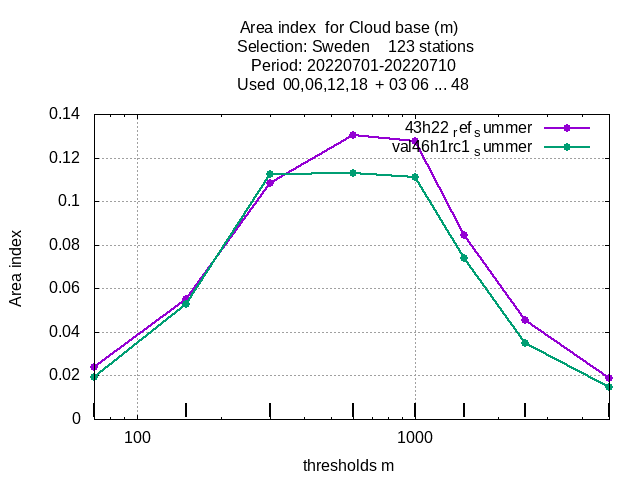 Area index  for Cloud base (m)
Selection: Sweden    123 stations
Period: 20220701-20220710
Used  00,06,12,18  + 03 06 ... 48
0.14
0.12
0.1
0.08
0.06
0.04
0.02
0
Area index
43h22 ref summer
val46h1rc1 summer
100
1000
thresholds m